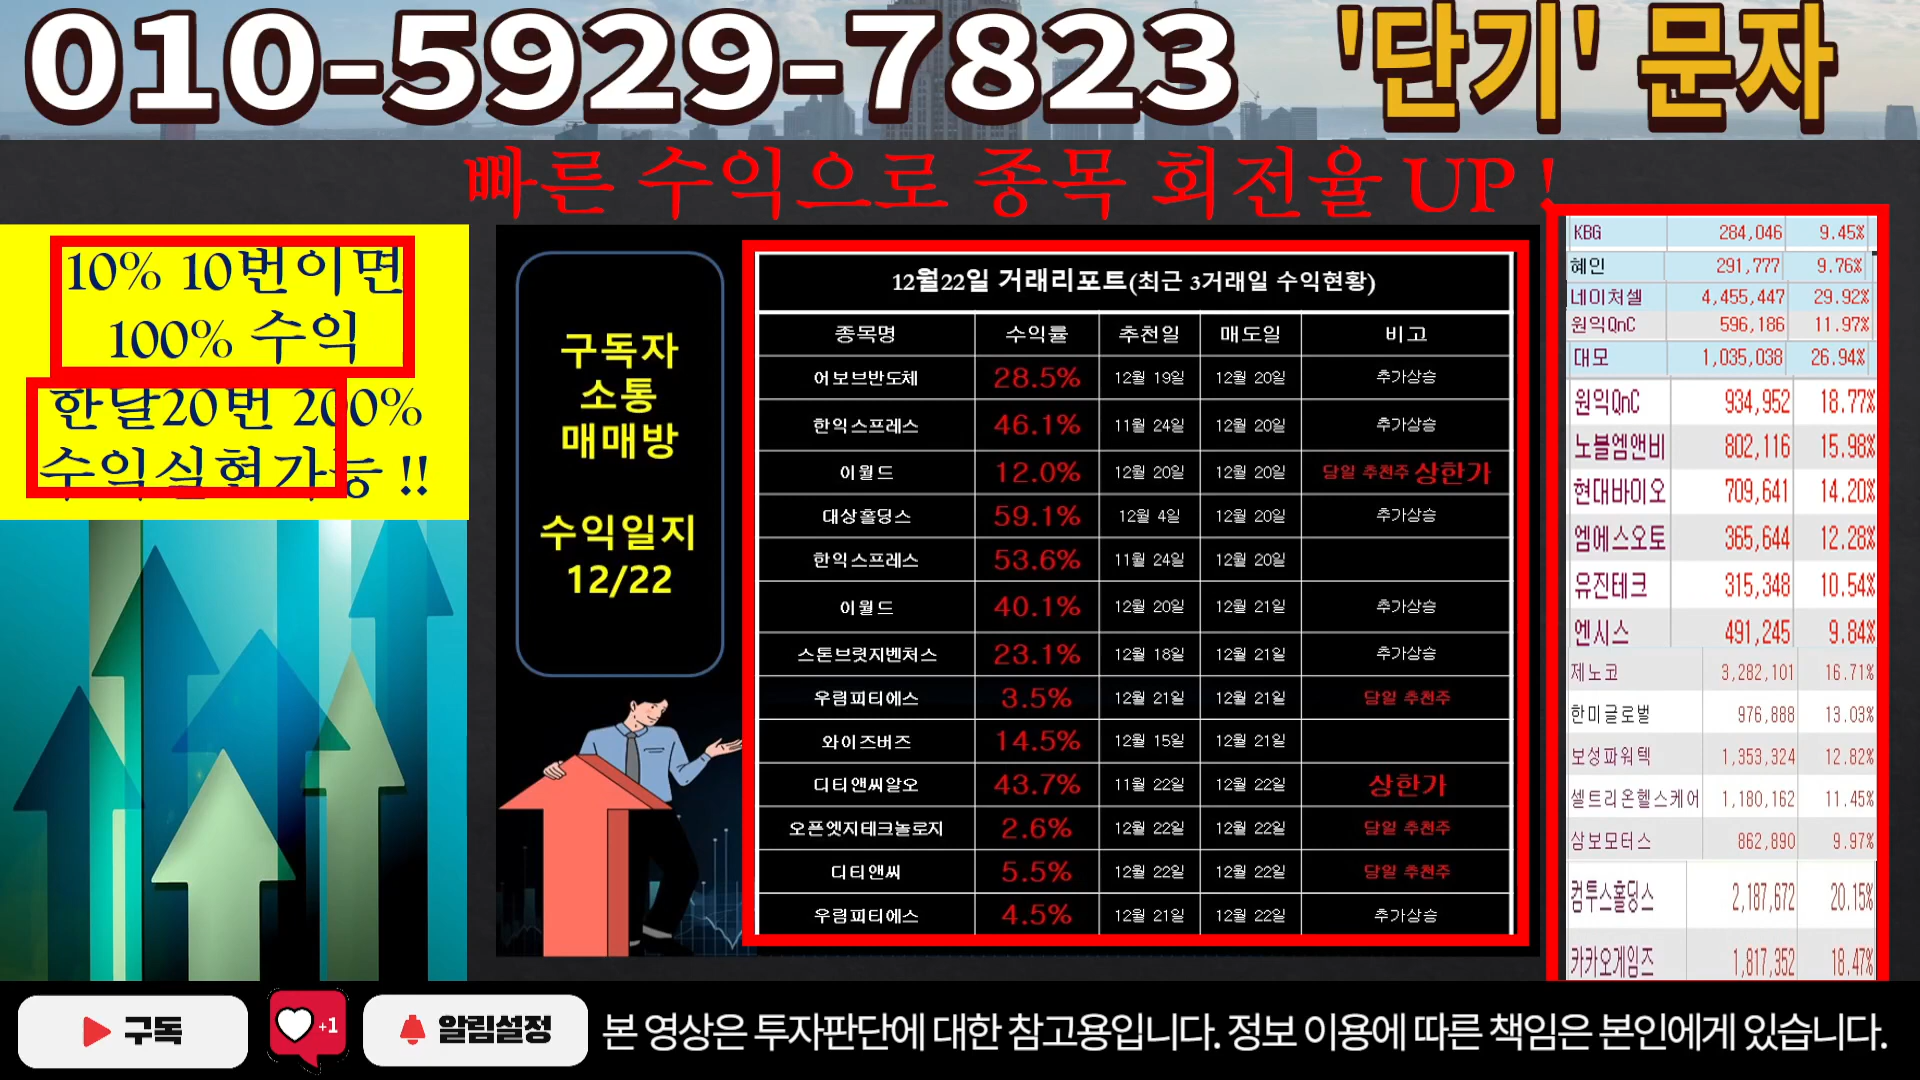 010-5929-7823 '단기' 문자
빠른 수익으로 종목 회전율 UP !
10% 10번이면
100% 수익
한달20번 200%
수익실현가능 !!
구독자
소통
매매방
수익일지
12/22
12월22일 거래리포트(최근 3거래일 수익현황)
종목명 수익률 추천일 매도일 비고
어보브반도체 28.5% 12월 19일 12월 20일 추가상승
한익스프레스 46.1% 11월 24일 12월 20일 추가상승
이월드 12.0% 12월 20일 12월 20일 당일 추천주 상한가
대상홀딩스 59.1% 12월 4일 12월 20일 추가상승
한익스프레스 53.6% 11월 24일 12월 20일
이월드 40.1% 12월 20일 12월 21일 추가상승
스톤브릿지벤처스 23.1% 12월 18일 12월 21일 추가상승
우림피티에스 3.5% 12월 21일 12월 21일 당일 추천주
와이즈버즈 14.5% 12월 15일 12월 21일
디티앤씨알오 43.7% 11월 22일 12월 22일 상한가
오픈엣지테크놀로지 2.6% 12월 22일 12월 22일 당일 추천주
디티앤씨 5.5% 12월 22일 12월 22일 당일 추천주
우림피티에스 4.5% 12월 21일 12월 22일 추가상승
KBG 284,046 9.45%
혜인 291,777 9.76%
네이처셀 4,455,447 29.92%
원익QnC 596,186 11.97%
대모 1,035,038 26.94%
원익QnC 934,952 18.77%
노블엠앤비 802,116 15.98%
현대바이오 709,641 14.20%
엠에스오토 365,644 12.28%
유진테크 315,348 10.54%
엔시스 491,245 9.84%
제노코 3,282,101 16.71%
한미글로벌 976,888 13.03%
보성파워텍 1,353,324 12.82%
셀트리온헬스케어 1,180,162 11.45%
상보모터스 862,890 9.97%
컴투스홀딩스 2,187,672 20.15%
카카오게임즈 1,817,352 18.47%
구독 +1 알림설정 본 영상은 투자판단에 대한 참고용입니다. 정보 이용에 따른 책임은 본인에게 있습니다.